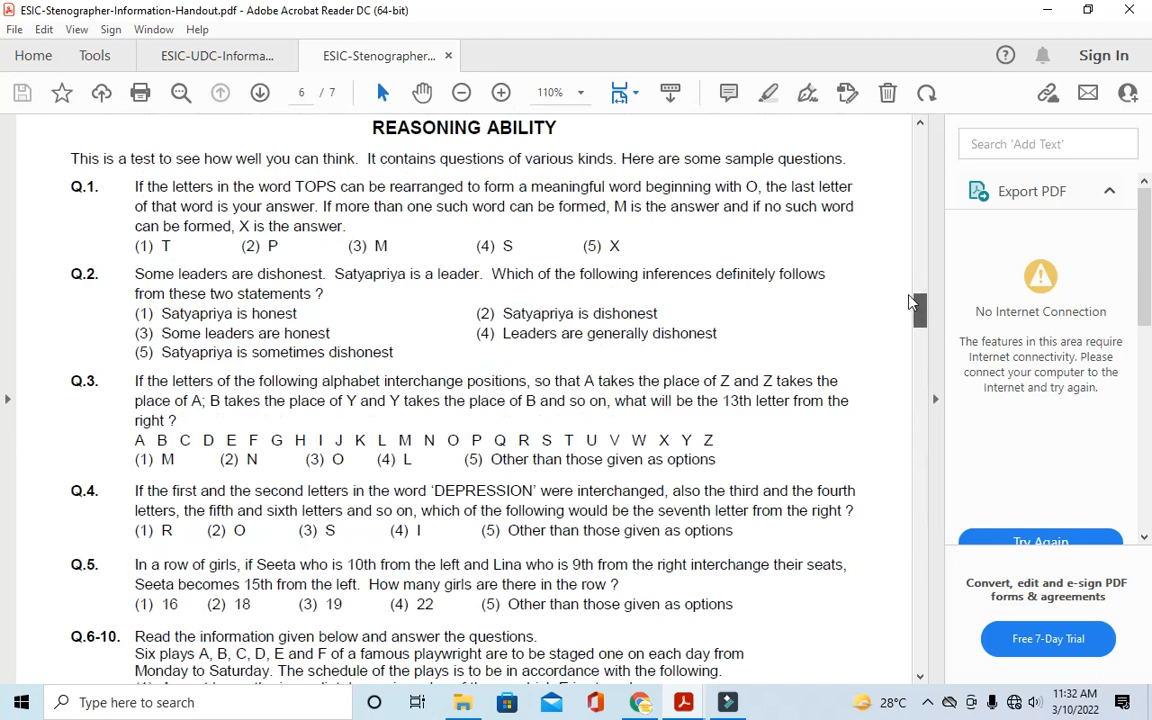 ESIC-Stenographer-Information-Handout.pdf - Adobe Acrobat Reader DC (64-bit)
File Edit View Sign Window Help
Home Tools ESIC-UDC-Informa... ESIC-Stenographer... × Sign In
6 / 7 110%
REASONING ABILITY
This is a test to see how well you can think. It contains questions of various kinds. Here are some sample questions.
Q.1. If the letters in the word TOPS can be rearranged to form a meaningful word beginning with O, the last letter
of that word is your answer. If more than one such word can be formed, M is the answer and if no such word
can be formed, X is the answer.
(1) T (2) P (3) M (4) S (5) X
Q.2. Some leaders are dishonest. Satyapriya is a leader. Which of the following inferences definitely follows
from these two statements ?
(1) Satyapriya is honest (2) Satyapriya is dishonest
(3) Some leaders are honest (4) Leaders are generally dishonest
(5) Satyapriya is sometimes dishonest
Q.3. If the letters of the following alphabet interchange positions, so that A takes the place of Z and Z takes the
place of A; B takes the place of Y and Y takes the place of B and so on, what will be the 13th letter from the
right ?
A B C D E F G H I J K L M N O P Q R S T U V W X Y Z
(1) M (2) N (3) O (4) L (5) Other than those given as options
Q.4. If the first and the second letters in the word ‘DEPRESSION’ were interchanged, also the third and the fourth
letters, the fifth and sixth letters and so on, which of the following would be the seventh letter from the right ?
(1) R (2) O (3) S (4) I (5) Other than those given as options
Q.5. In a row of girls, if Seeta who is 10th from the left and Lina who is 9th from the right interchange their seats,
Seeta becomes 15th from the left. How many girls are there in the row ?
(1) 16 (2) 18 (3) 19 (4) 22 (5) Other than those given as options
Q.6-10. Read the information given below and answer the questions.
Six plays A, B, C, D, E and F of a famous playwright are to be staged one on each day from
Monday to Saturday. The schedule of the plays is to be in accordance with the following.
Search 'Add Text'
Export PDF
No Internet Connection
The features in this area require
Internet connectivity. Please
connect your computer to the
Internet and try again.
Try Again
Convert, edit and e-sign PDF
forms & agreements
Free 7-Day Trial
Type here to search
28°C
11:32 AM
3/10/2022